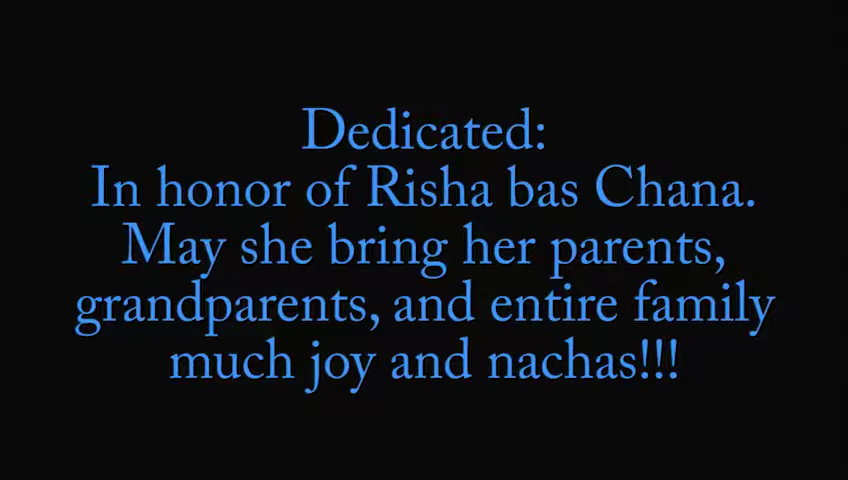 Dedicated:
In honor of Risha bas Chana.
May she bring her parents,
grandparents, and entire family
much joy and nachas!!!